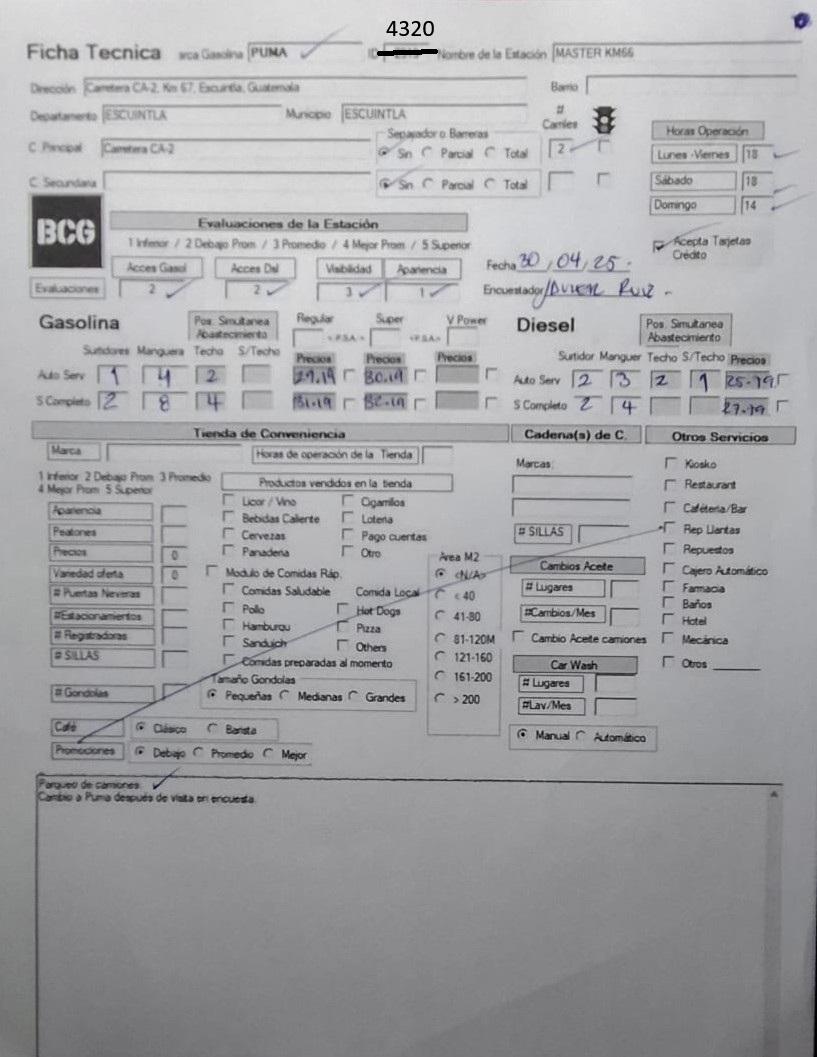 4320
Ficha Tecnica arca Gasolina PUMA ID Nombre de la Estación MASTER KM66
Dirección Carretera CA-2, Km 67, Escuintla, Guatemala Barrio
Departamento ESCUINTLA Municipio ESCUINTLA # Carriles
Separador o Barreras Horas Operación
C Principal Carretera CA-2 Sin Parcial Total 2 Lunes -Viernes 18
C. Secundaria Sin Parcial Total Sábado 18
Domingo 14
BCG
Evaluaciones de la Estación
1 Inferior / 2 Debajo Prom / 3 Promedio / 4 Mejor Prom / 5 Superior
Acepta Tarjetas Crédito
Acces Gasol Acces Dsl Visibilidad Apariencia Fecha 30, 04, 25.
Evaluaciones 2 2 3 1 Encuestador JAVIER RUIZ
Gasolina Pos. Simultanea Abastecimiento Regular Super V Power Diesel Pos. Simultanea Abastecimiento
<P.S.A.> <P.S.A.>
Surtidores Manguera Techo S/Techo Precios Precios Precios Surtidor Manguer Techo S/Techo Precios
Auto Serv 1 4 2 29.19 30.19 Auto Serv 2 3 2 1 25-19
S Completo 2 8 4 31.19 32.19 S Completo 2 4 27.19
Tienda de Conveniencia Cadena(s) de C. Otros Servicios
Marca Horas de operación de la Tienda
1 Inferior 2 Debajo Prom 3 Promedio
4 Mejor Prom 5 Superior
Productos vendidos en la tienda
Apariencia
Peatones
Precios 0
Variedad oferta 0
# Puertas Neveras
#Estacionamientos
# Registradoras
# SILLAS
# Gondolas
Licor / Vino Cigarrillos
Bebidas Caliente Loteria
Cervezas Pago cuentas
Panaderia Otro
Modulo de Comidas Ráp.
Comidas Saludable Comida Local
Pollo Hot Dogs
Hamburqu Pizza
Sanduich Others
Comidas preparadas al momento
Tamaño Gondolas
Pequeñas Medianas Grandes
Area M2
<N/A>
< 40
41-80
81-120M
121-160
161-200
> 200
Café Clásico Barista
Promociones Debajo Promedio Mejor
Marcas:
# SILLAS
Cambios Aceite
# Lugares
#Cambios/Mes
Cambio Aceite camiones
Car Wash
# Lugares
#Lav/Mes
Manual Automático
Kiosko
Restaurant
Cafétería/Bar
Rep Llantas
Repuestos
Cajero Automático
Farmacia
Baños
Hotel
Mecánica
Otros
Parqueo de camiones.
Cambio a Puma después de visita en encuesta.